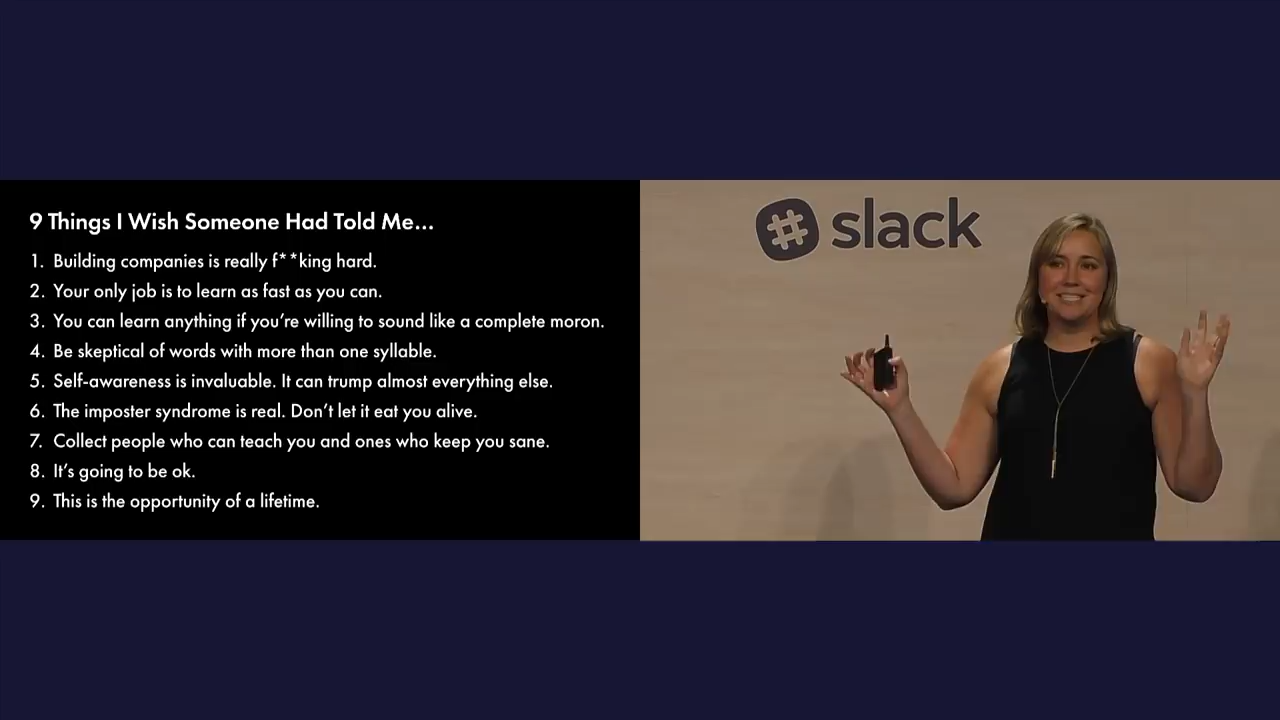 9 Things I Wish Someone Had Told Me...
1. Building companies is really f**king hard.
2. Your only job is to learn as fast as you can.
3. You can learn anything if you're willing to sound like a complete moron.
4. Be skeptical of words with more than one syllable.
5. Self-awareness is invaluable. It can trump almost everything else.
6. The imposter syndrome is real. Don't let it eat you alive.
7. Collect people who can teach you and ones who keep you sane.
8. It's going to be ok.
9. This is the opportunity of a lifetime.
slack